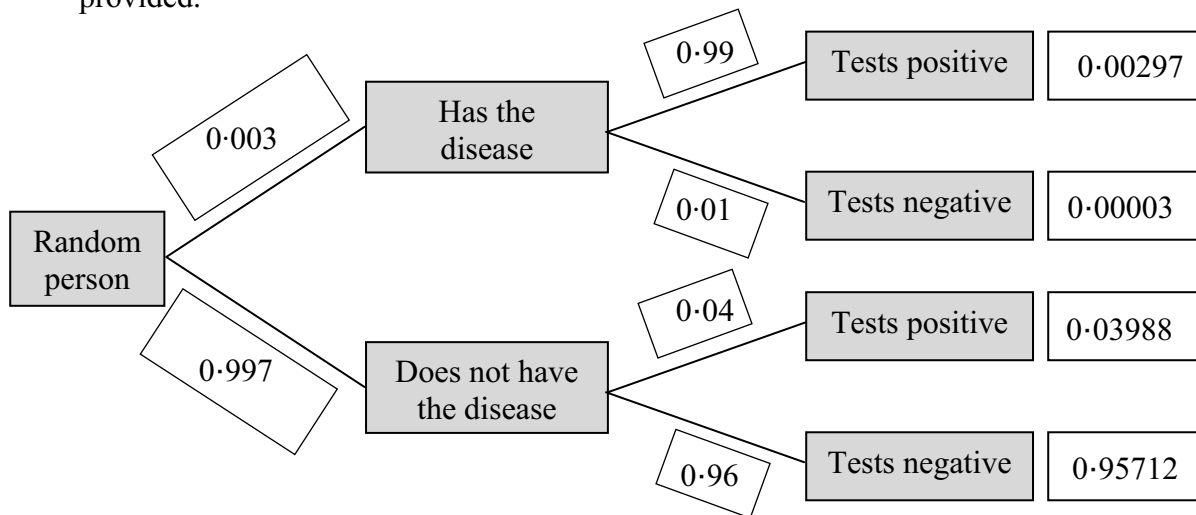 provided.
0·99
Tests positive
0·00297
0·003
Has the
disease
0·01
Tests negative
0·00003
Random
person
0·04
Tests positive
0·03988
0·997
Does not have
the disease
0·96
Tests negative
0·95712